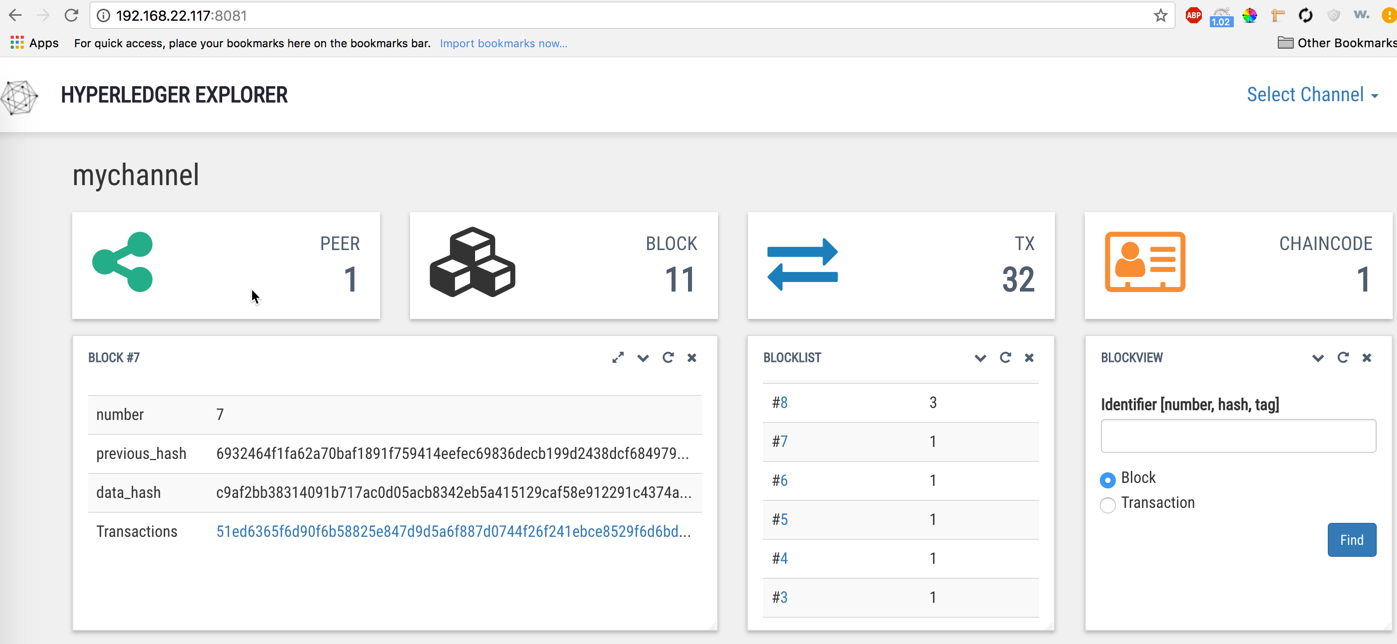 192.168.22.117:8081
ABP
1.02
W.
Apps For quick access, place your bookmarks here on the bookmarks bar. Import bookmarks now... Other Bookmarks
HYPERLEDGER EXPLORER Select Channel
mychannel
PEER BLOCK TX CHAINCODE
1 11 32 1
BLOCK #7 BLOCKLIST BLOCKVIEW
number 7
previous_hash 6932464f1fa62a70baf1891f759414eefec69836decb199d2438dcf684979...
data_hash c9af2bb38314091b717ac0d05acb8342eb5a415129caf58e912291c4374a...
Transactions 51ed6365f6d90f6b58825e847d9d5a6f887d0744f26f241ebce8529f6d6bd...
#8 3
#7 1
#6 1
#5 1
#4 1
#3 1
Identifier [number, hash, tag]
Block
Transaction
Find